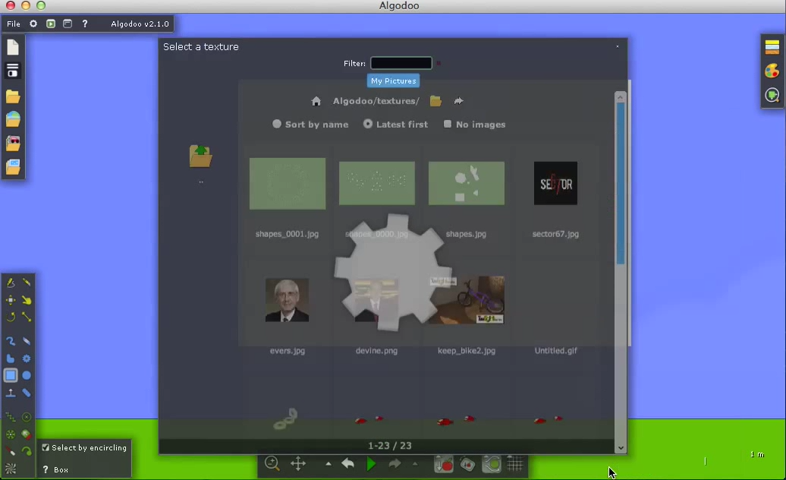 Algodoo
File
?
Algodoo v2.1.0
Select a texture
Filter:
My Pictures
Algodoo/textures/
Sort by name
Latest first
No images
..
shapes_0001.jpg
shapes_0000.jpg
shapes.jpg
SECTOR
sector67.jpg
evers.jpg
devine.png
keep_bike2.jpg
Untitled.gif
1-23 / 23
Select by encircling
? Box
1 m